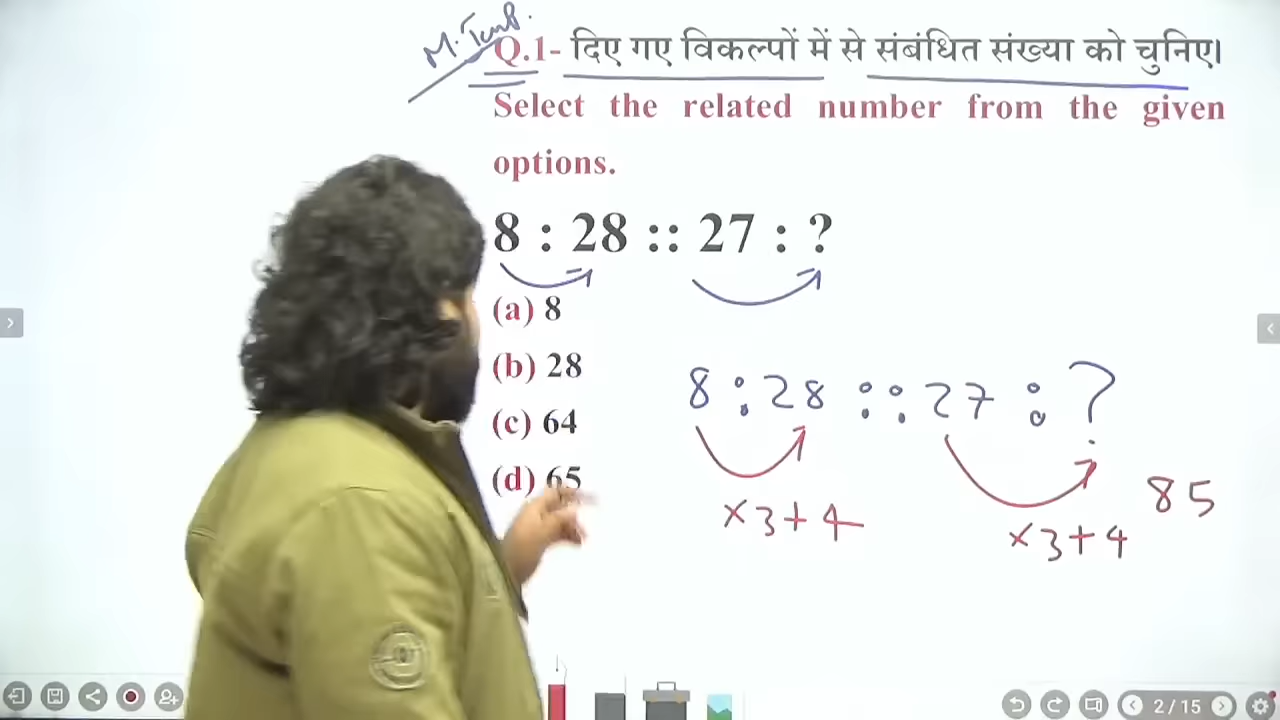 M. Imp.
Q.1- दिए गए विकल्पों में से संबंधित संख्या को चुनिए।
Select the related number from the given
options.
8 : 28 :: 27 : ?
(a) 8
(b) 28
(c) 64
(d) 65
8 : 28 :: 27 : ?
×3+4
×3+4
85
2/15